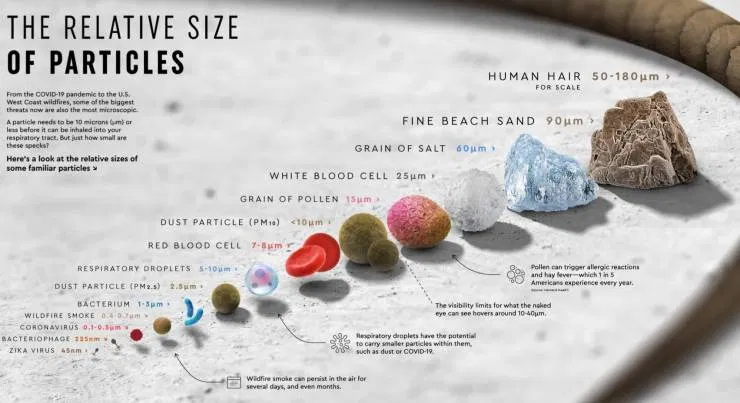 THE RELATIVE SIZE
OF PARTICLES
From the COVID-19 pandemic to the U.S.
West Coast wildfires, some of the biggest
threats now are also the most microscopic.
A particle needs to be 10 microns (μm) or
less before it can be inhaled into your
respiratory tract. But just how small are
these specks?
Here's a look at the relative sizes of
some familiar particles ↘
HUMAN HAIR 50-180μm >
FOR SCALE
FINE BEACH SAND 90μm >
GRAIN OF SALT 60μm >
WHITE BLOOD CELL 25μm >
GRAIN OF POLLEN 15μm >
DUST PARTICLE (PM₁₀) <10μm >
RED BLOOD CELL 7-8μm >
RESPIRATORY DROPLETS 5-10μm >
DUST PARTICLE (PM₂.₅) 2.5μm >
BACTERIUM 1-3μm >
WILDFIRE SMOKE 0.4-0.7μm
CORONAVIRUS 0.1-0.5μm
BACTERIOPHAGE 225nm
ZIKA VIRUS 45nm >
Pollen can trigger allergic reactions
and hay fever—which 1 in 5
Americans experience every year.
Source: Harvard Health
The visibility limits for what the naked
eye can see hovers around 10-40μm.
Respiratory droplets have the potential
to carry smaller particles within them,
such as dust or COVID-19.
Wildfire smoke can persist in the air for
several days, and even months.